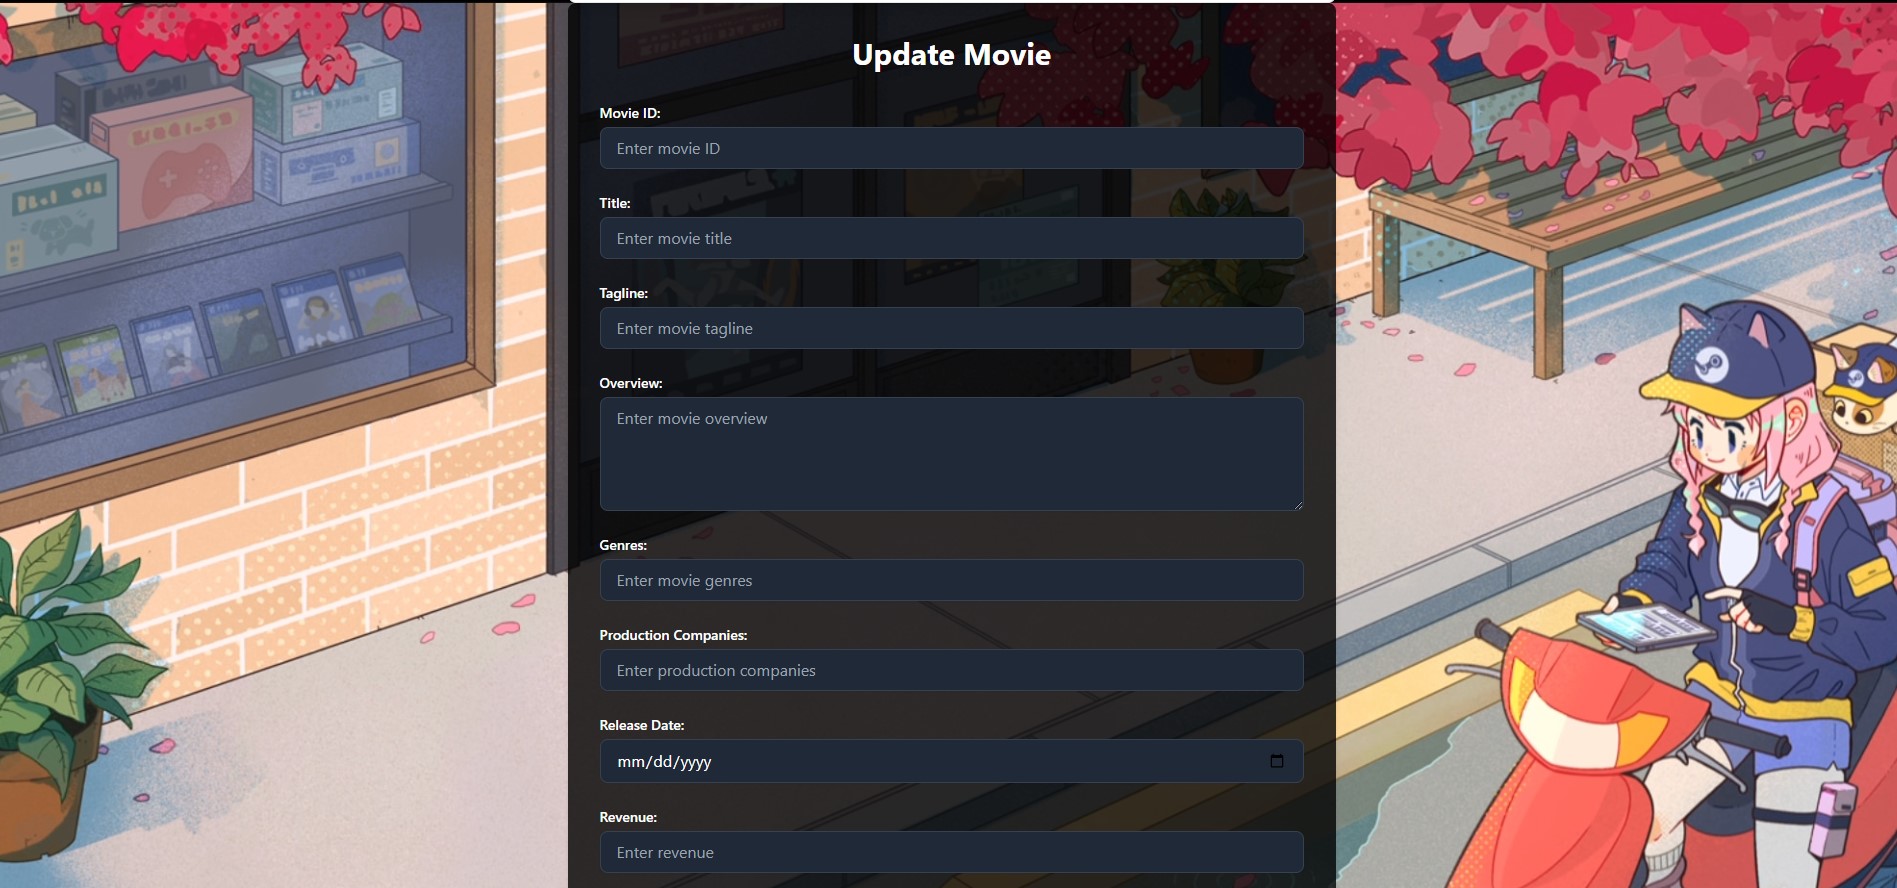 Update Movie
Movie ID:
Enter movie ID
Title:
Enter movie title
Tagline:
Enter movie tagline
Overview:
Enter movie overview
Genres:
Enter movie genres
Production Companies:
Enter production companies
Release Date:
mm/dd/yyyy
Revenue:
Enter revenue